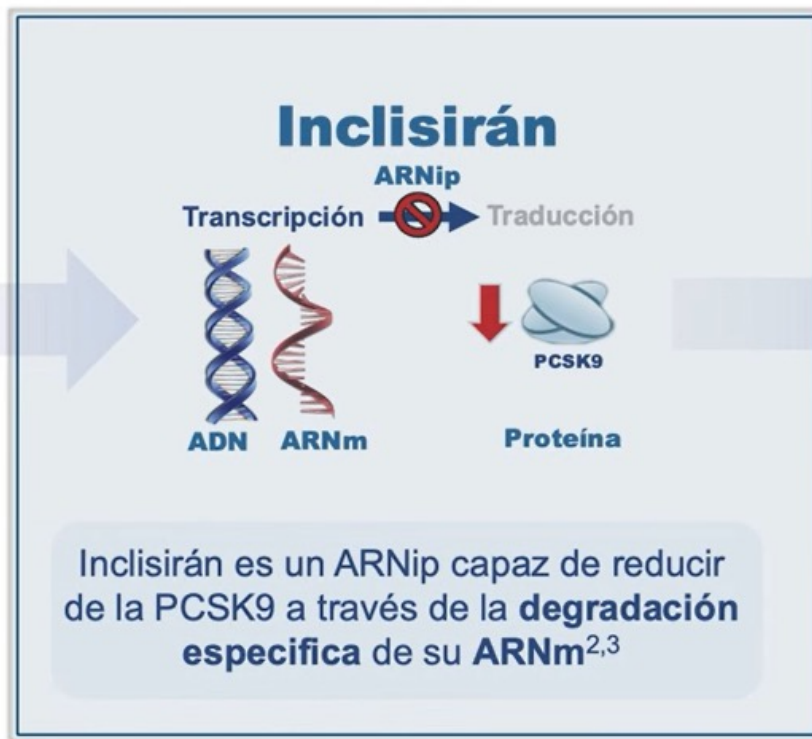 Inclisirán
ARNip
Transcripción Traducción
PCSK9
ADN ARNm Proteína
Inclisirán es un ARNip capaz de reducir
de la PCSK9 a través de la degradación
especifica de su ARNm2,3